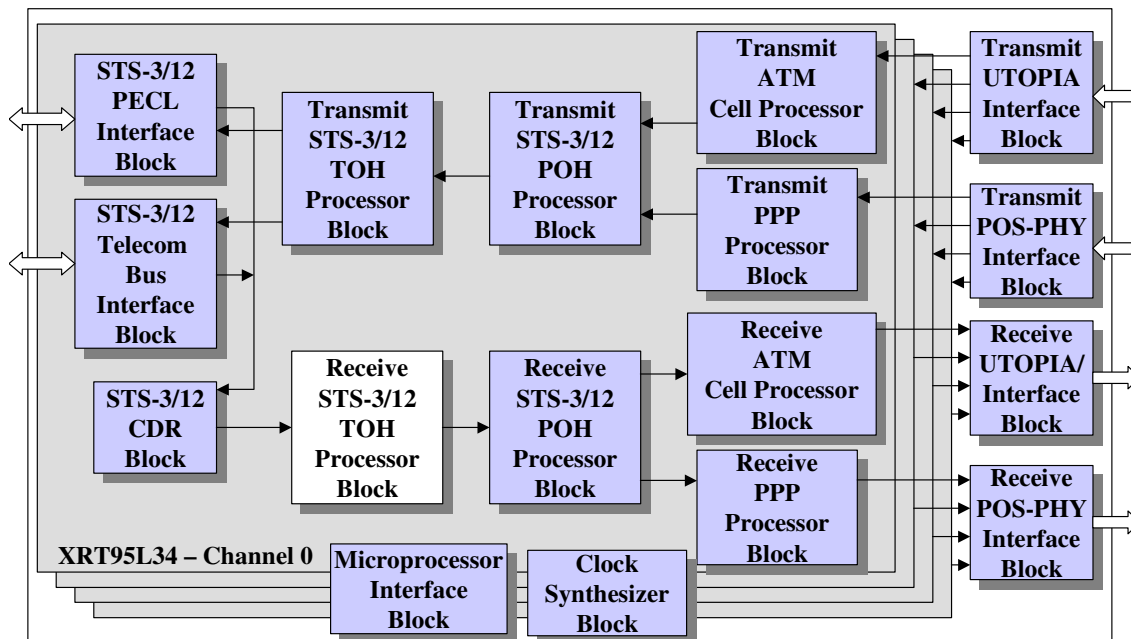 STS-3/12
PECL
Interface
Block
Transmit
STS-3/12
TOH
Processor
Block
Transmit
STS-3/12
POH
Processor
Block
Transmit
ATM
Cell Processor
Block
Transmit
UTOPIA
Interface
Block
STS-3/12
Telecom
Bus
Interface
Block
Transmit
PPP
Processor
Block
Transmit
POS-PHY
Interface
Block
STS-3/12
CDR
Block
Receive
STS-3/12
TOH
Processor
Block
Receive
STS-3/12
POH
Processor
Block
Receive
ATM
Cell Processor
Block
Receive
UTOPIA/
Interface
Block
Receive
PPP
Processor
Block
Receive
POS-PHY
Interface
Block
XRT95L34 – Channel 0
Microprocessor
Interface
Block
Clock
Synthesizer
Block